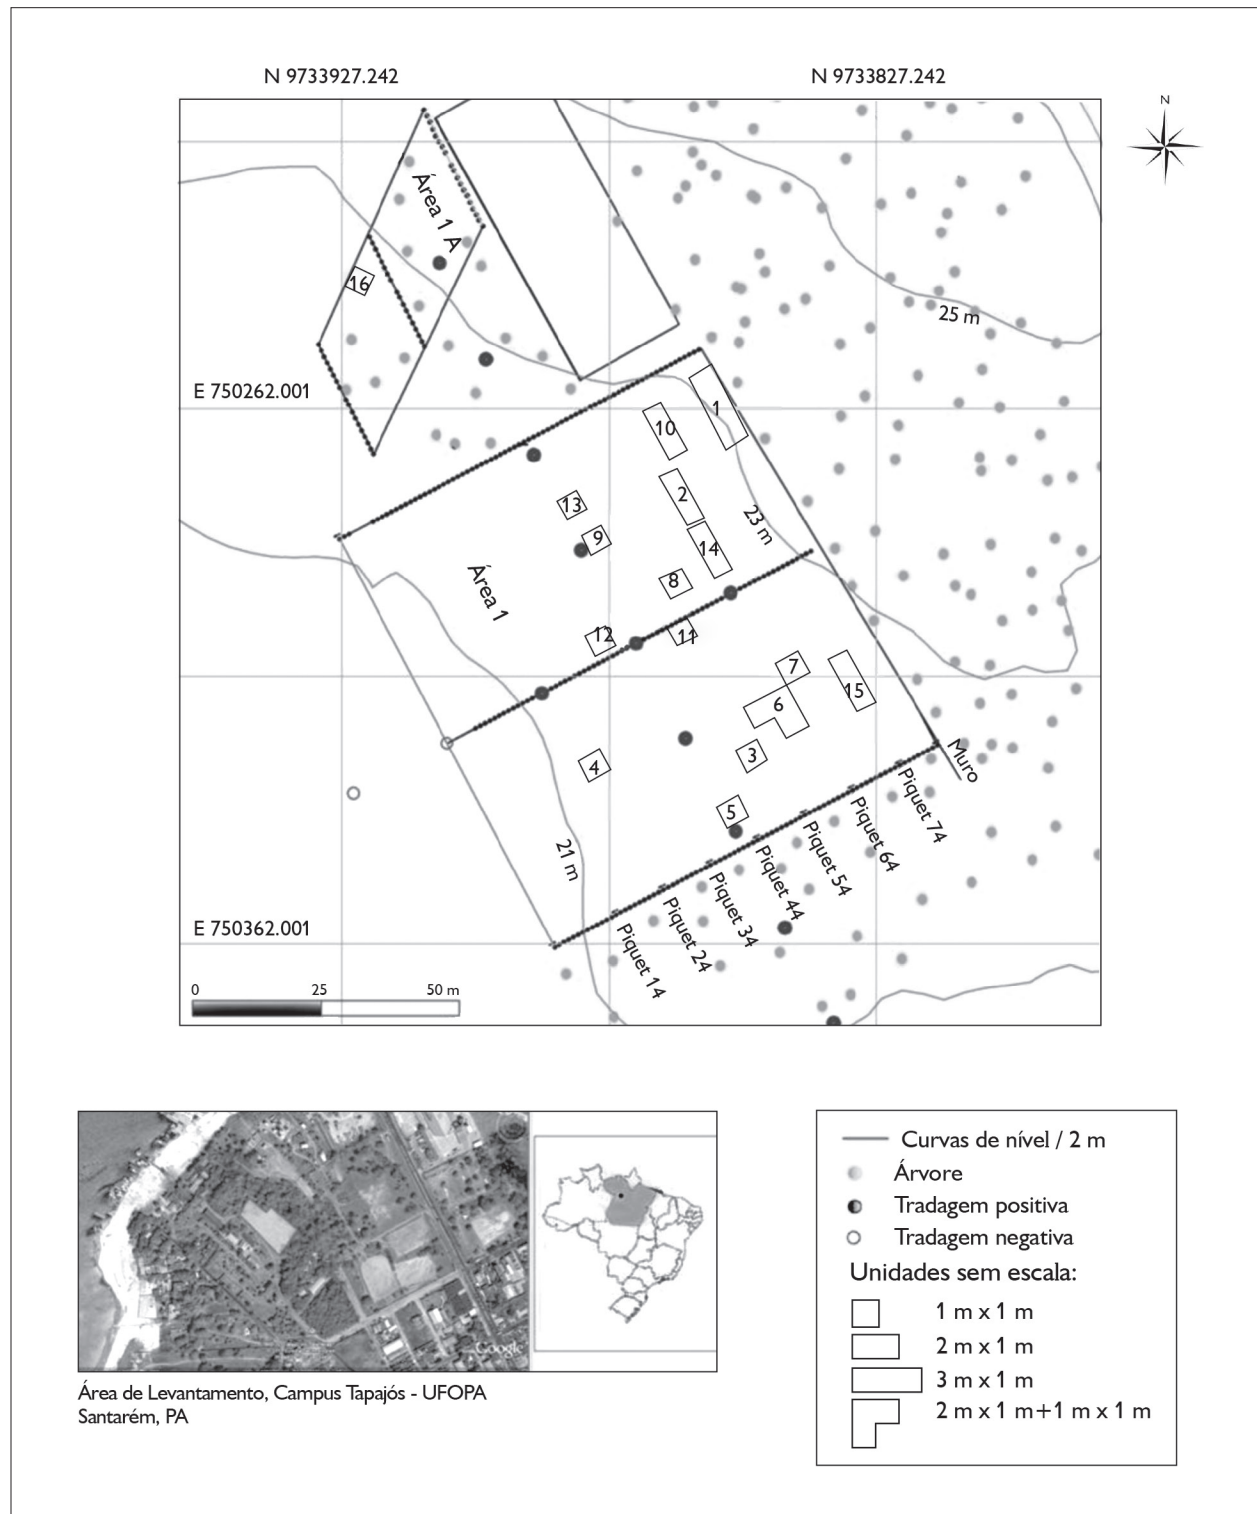 N 9733927.242
N 9733827.242
N
Área 1 A
16
25 m
E 750262.001
1
10
2
13
23 m
9
14
8
Área 1
12
11
7
15
6
3
4
Muro
5
21 m
Piquet 74
Piquet 64
Piquet 54
Piquet 44
Piquet 34
Piquet 24
Piquet 14
E 750362.001
0 25 50 m
Google
Área de Levantamento, Campus Tapajós - UFOPA
Santarém, PA
Curvas de nível / 2 m
Árvore
Tradagem positiva
Tradagem negativa
Unidades sem escala:
1 m x 1 m
2 m x 1 m
3 m x 1 m
2 m x 1 m+1 m x 1 m